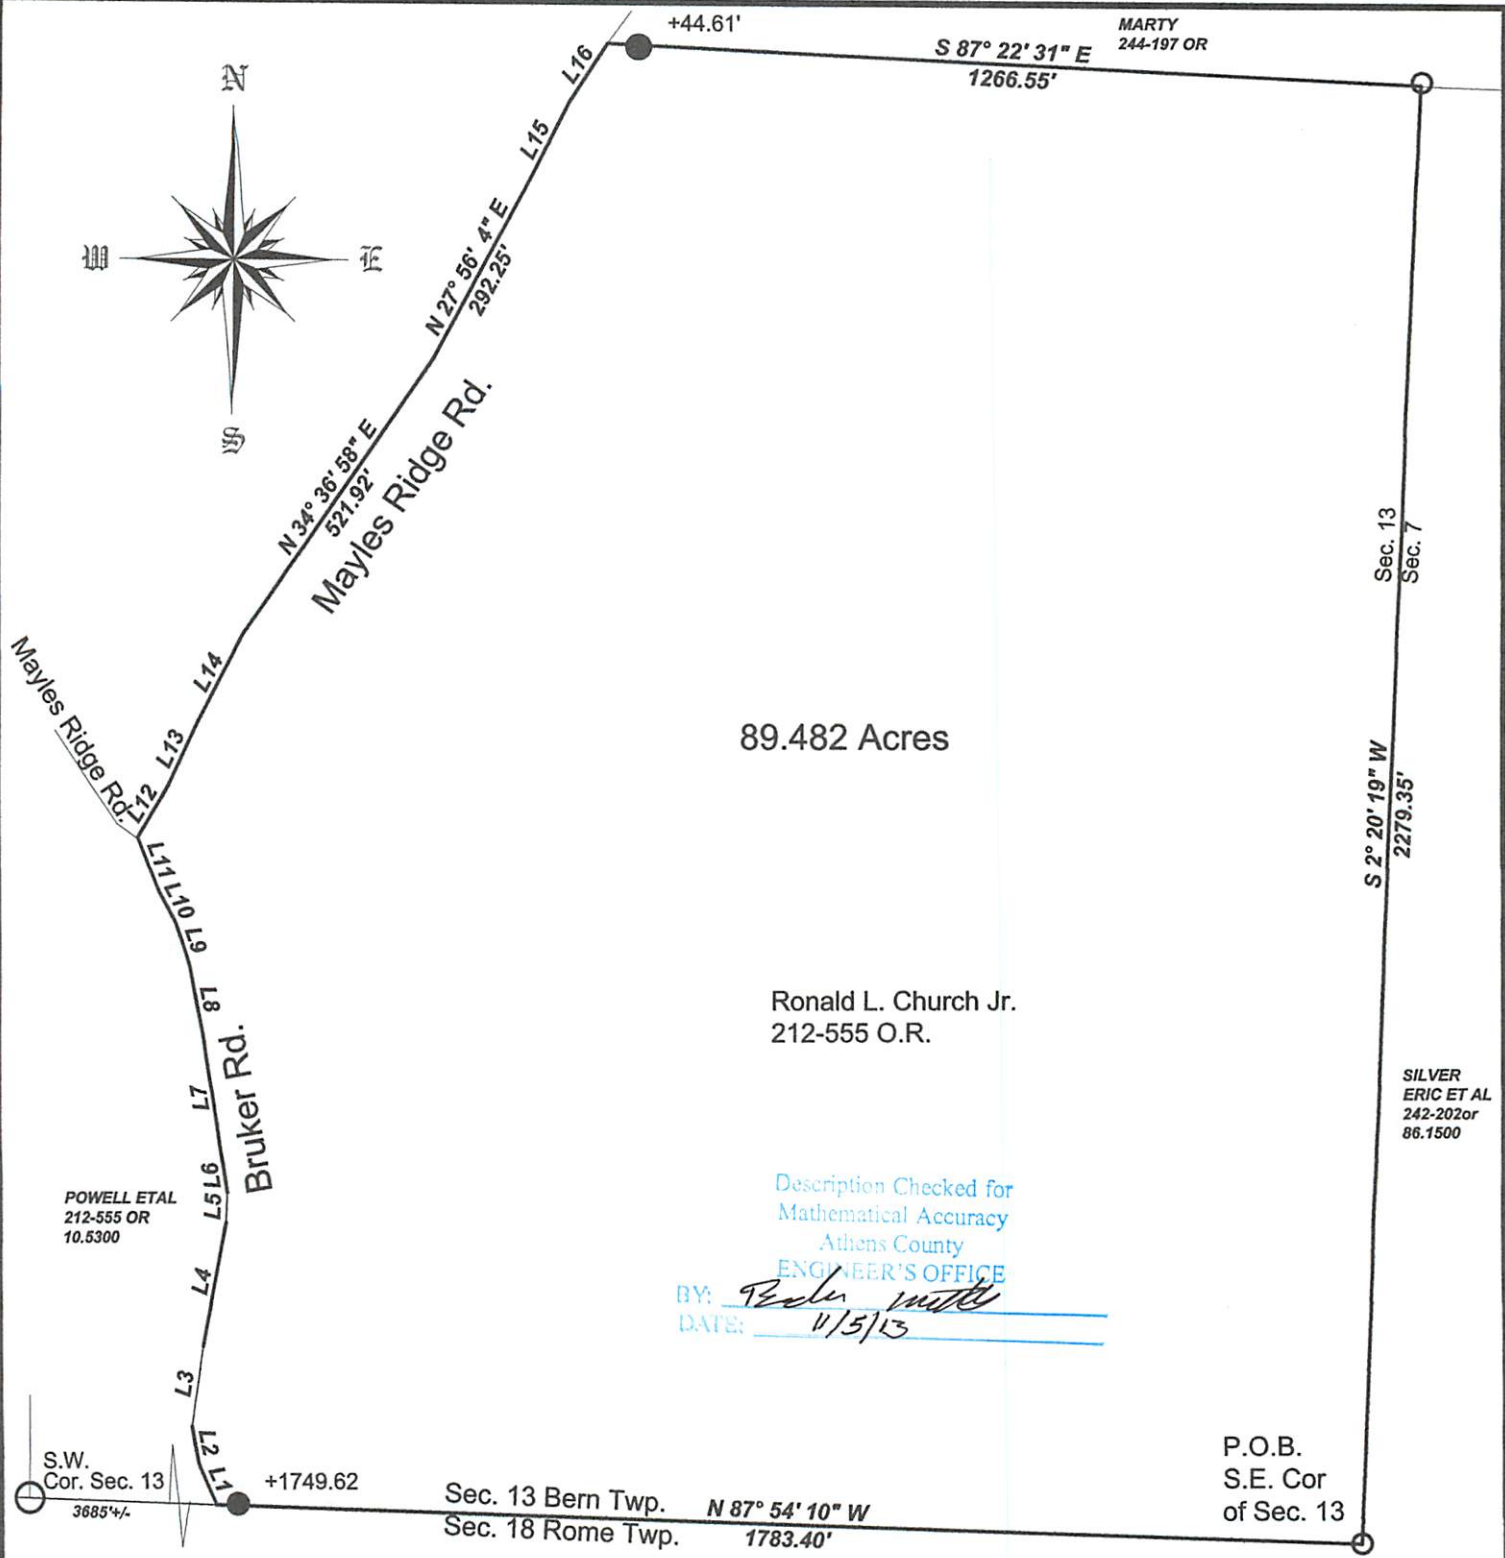 +44.61'
MARTY
244-197 OR
S 87° 22' 31" E
1266.55'
N
W
E
S
L16
L15
N 27° 56' 4" E
292.25'
Mayles Ridge Rd.
N 34° 36' 58" E
521.92'
L14
L13
L12
Mayles Ridge Rd.
L11
L10
L9
L8
L7
L6
L5
L4
L3
L2
L1
Bruker Rd.
89.482 Acres
Sec. 13
Sec. 7
S 2° 20' 19" W
2279.35'
Ronald L. Church Jr.
212-555 O.R.
SILVER
ERIC ET AL
242-202or
86.1500
POWELL ETAL
212-555 OR
10.5300
Description Checked for
Mathematical Accuracy
Athens County
ENGINEER'S OFFICE
BY:
DATE: 11/5/13
S.W.
Cor. Sec. 13
3685'+/-
+1749.62
Sec. 13 Bern Twp.
Sec. 18 Rome Twp.
N 87° 54' 10" W
1783.40'
P.O.B.
S.E. Cor
of Sec. 13